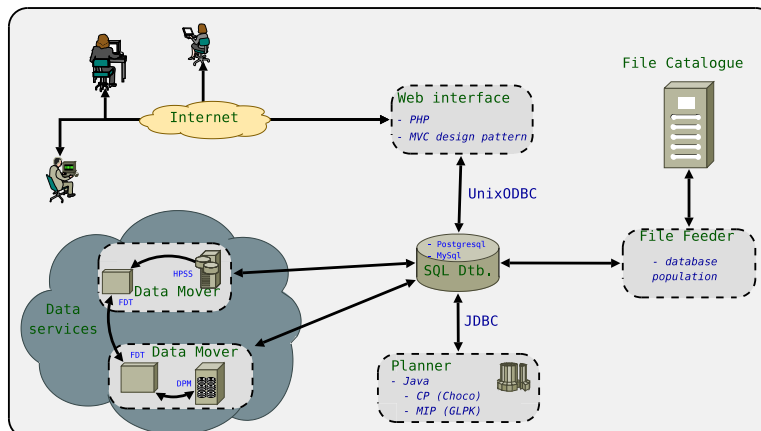 File Catalogue
Web interface
- PHP
- MVC design pattern
Internet
UnixODBC
File Feeder
- database
population
- Postgresql
- MySql
SQL Dtb.
HPSS
FDT
Data Mover
Data
services
JDBC
Data Mover
FDT
DPM
Planner
- Java
- CP (Choco)
- MIP (GLPK)